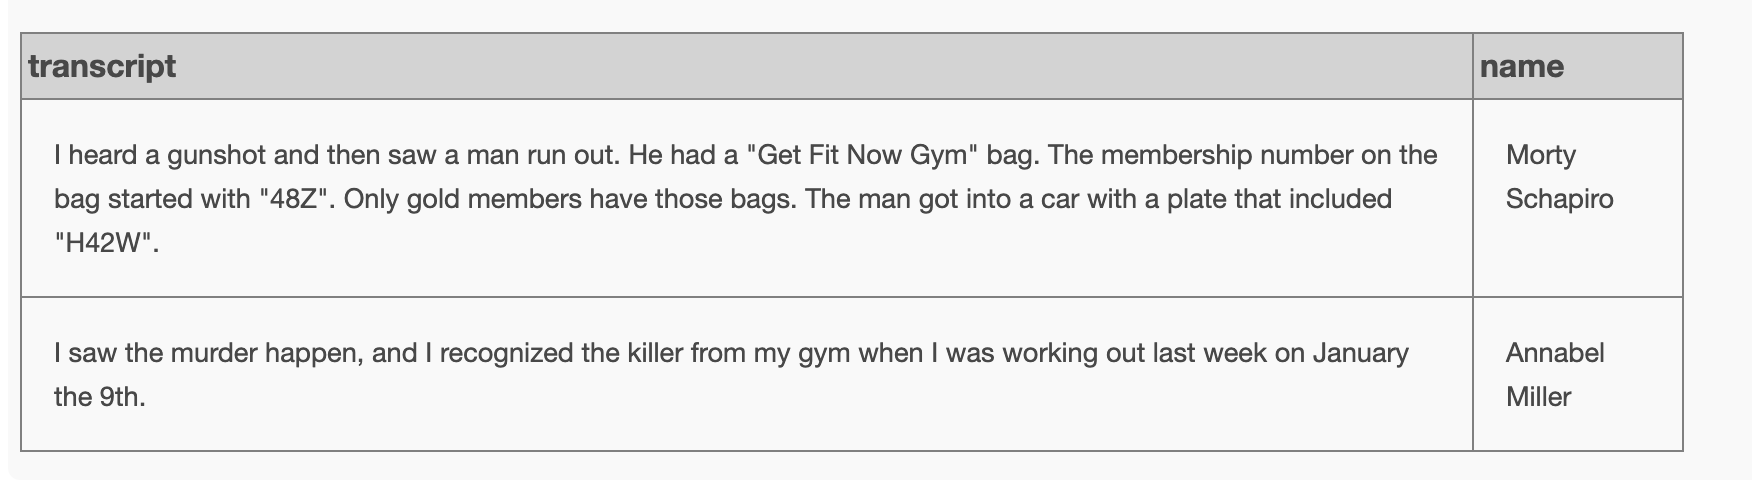 transcript name
I heard a gunshot and then saw a man run out. He had a "Get Fit Now Gym" bag. The membership number on the
bag started with "48Z". Only gold members have those bags. The man got into a car with a plate that included
"H42W".
Morty
Schapiro
I saw the murder happen, and I recognized the killer from my gym when I was working out last week on January
the 9th.
Annabel
Miller